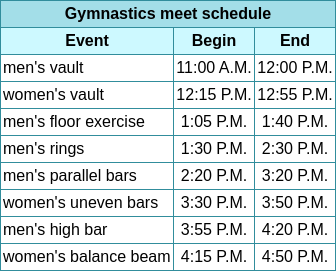 Gymnastics meet schedule
Event Begin End
men's vault 11:00 A.M. 12:00 P.M.
women's vault 12:15 P.M. 12:55 P.M.
men's floor exercise 1:05 P.M. 1:40 P.M.
men's rings 1:30 P.M. 2:30 P.M.
men's parallel bars 2:20 P.M. 3:20 P.M.
women's uneven bars 3:30 P.M. 3:50 P.M.
men's high bar 3:55 P.M. 4:20 P.M.
women's balance beam 4:15 P.M. 4:50 P.M.